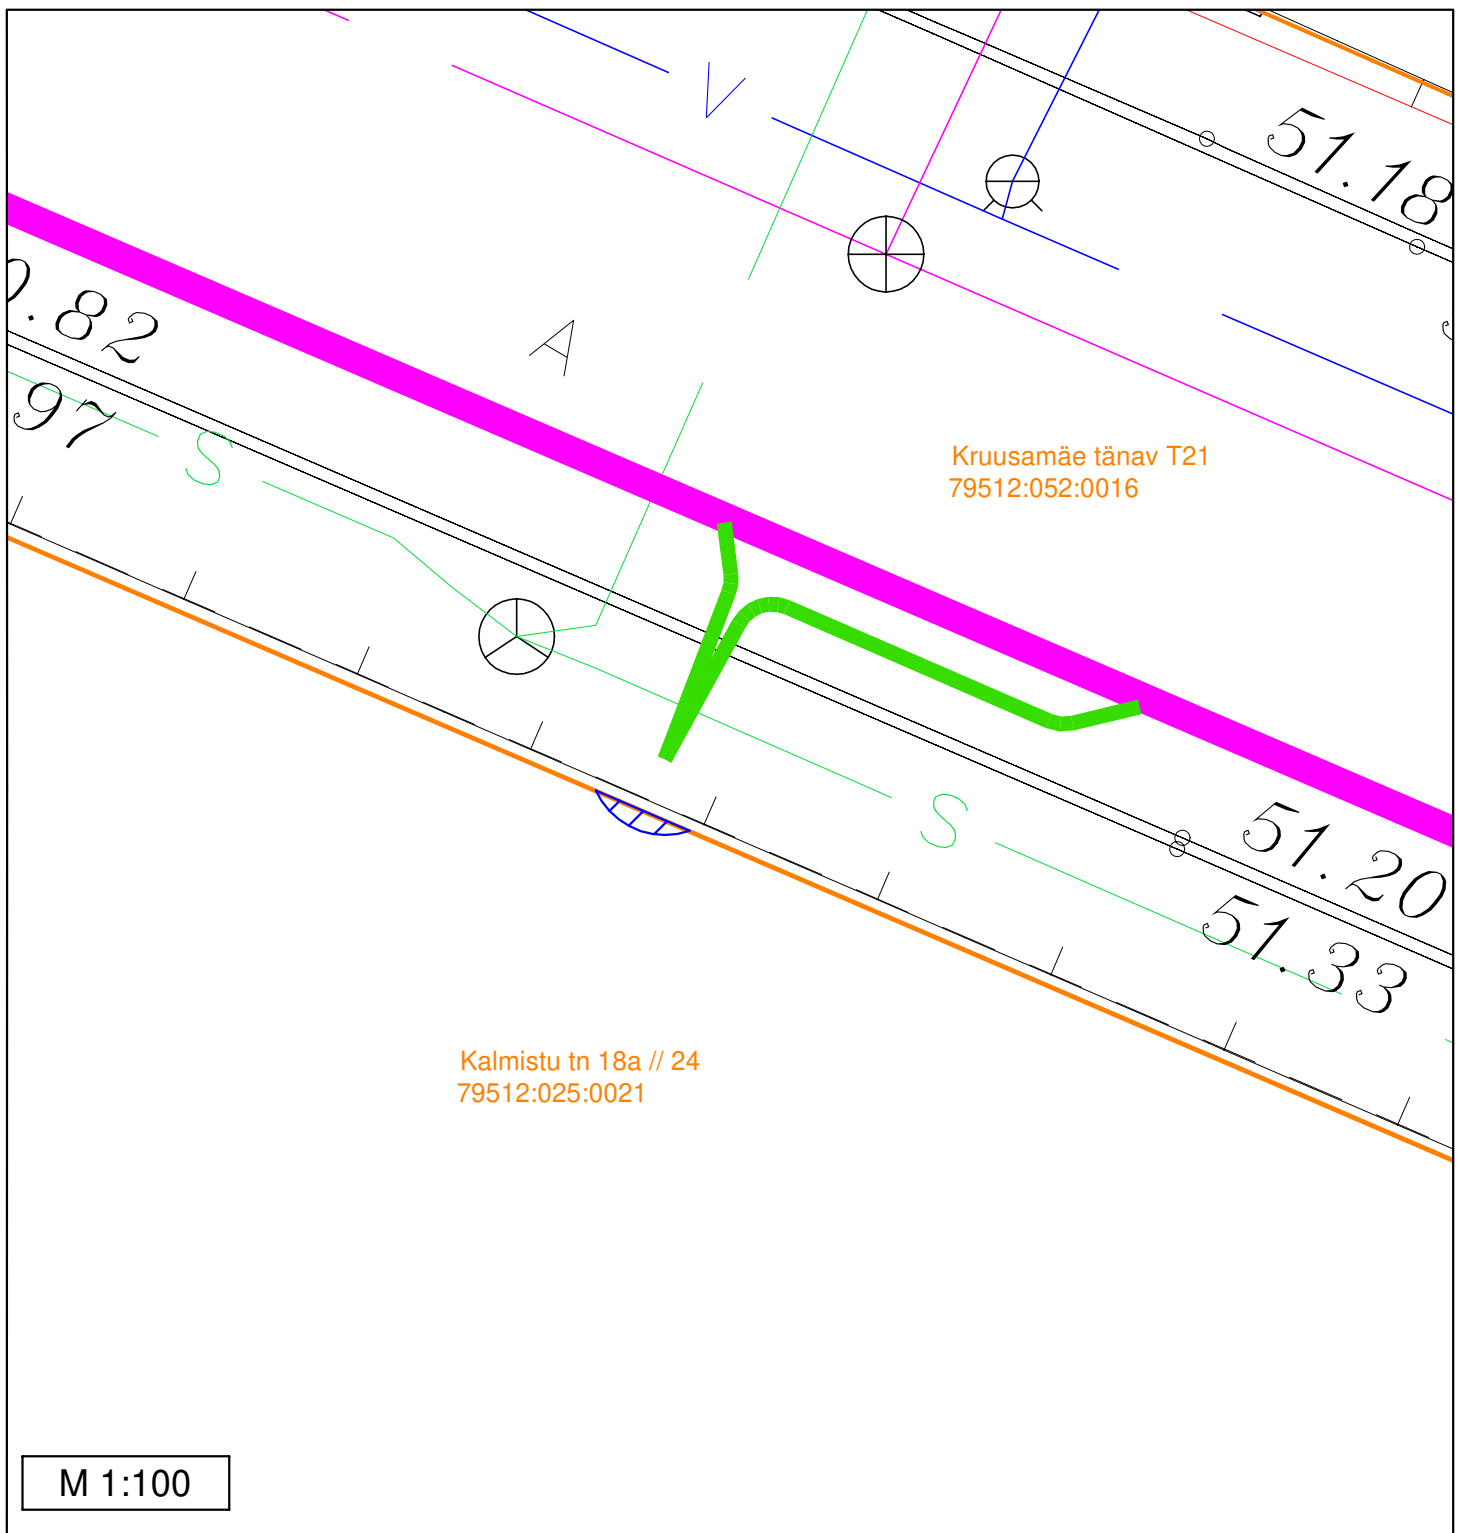 V
51.18
.82
A
97
S
Kruusamäe tänav T21
79512:052:0016
S
51.20
51.33
Kalmistu tn 18a // 24
79512:025:0021
M 1:100